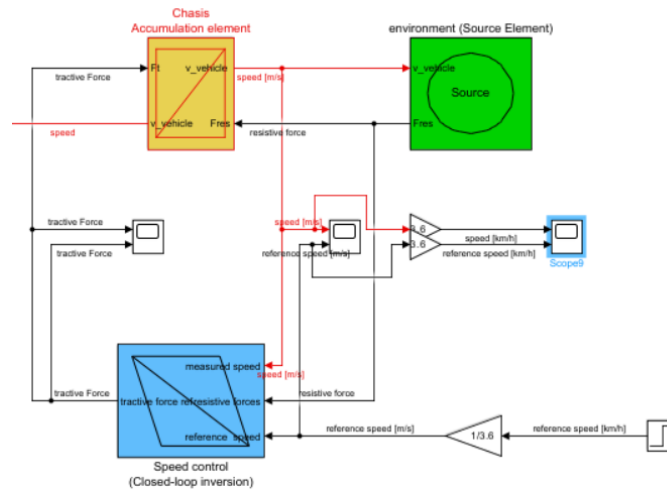 Chasis
Accumulation element
environment (Source Element)
Ft
v_vehicle
v_vehicle
tractive Force
speed [m/s]
Source
v_vehicle
Fres
Fres
speed
resistive force
tractive Force
speed [m/s]
3.6
speed [km/h]
tractive Force
reference speed [m/s]
3.6
reference speed [km/h]
Scope9
measured speed
speed [m/s]
tractive Force
tractive force ref
resistive forces
resistive force
reference speed
reference speed [m/s]
1/3.6
reference speed [km/h]
Speed control
(Closed-loop inversion)